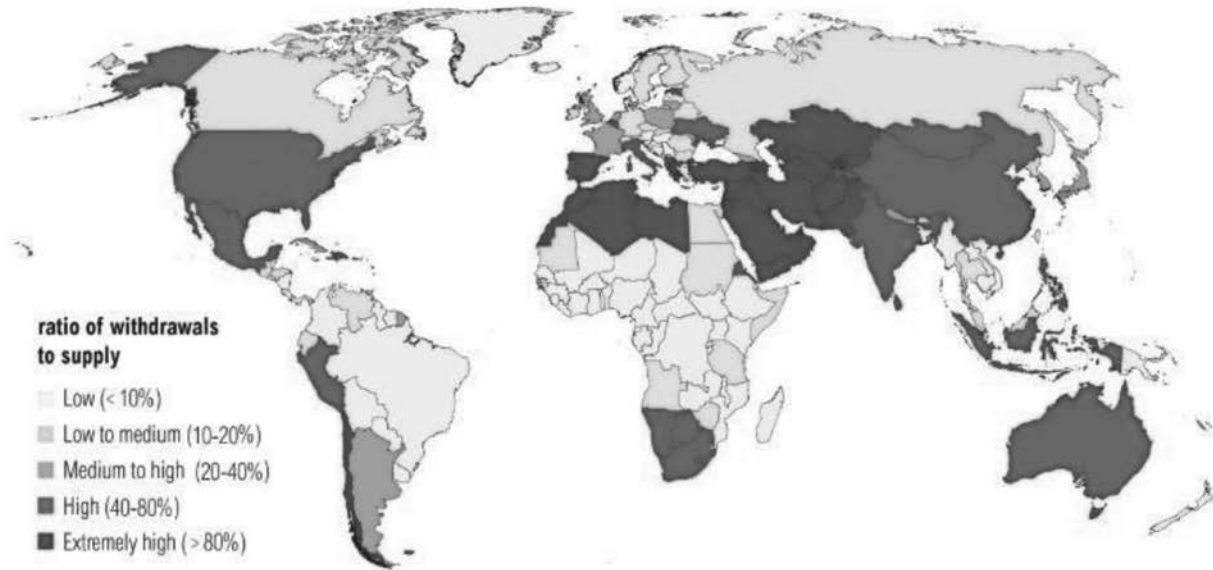 ratio of withdrawals
to supply
Low (< 10%)
Low to medium (10-20%)
Medium to high (20-40%)
High (40-80%)
Extremely high (> 80%)